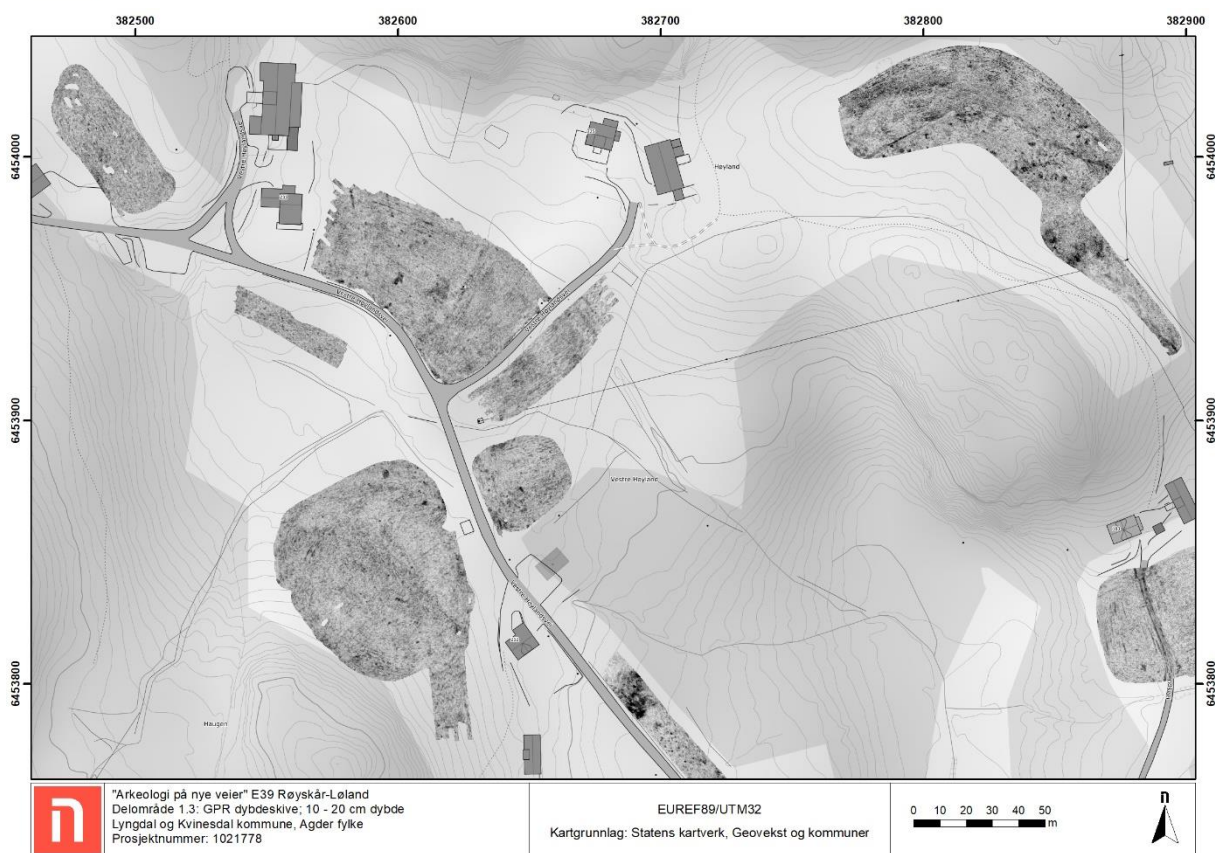 382500
382600
382700
382800
382900
6454000
6454000
Høyland
6453900
6453900
Vestre Høyland
6453800
6453800
Haugen
"Arkeologi på nye veier" E39 Røyskår-Løland
Delområde 1.3: GPR dybdeskive; 10 - 20 cm dybde
Lyngdal og Kvinesdal kommune, Agder fylke
Prosjektnummer: 1021778
EUREF89/UTM32
Kartgrunnlag: Statens kartverk, Geovekst og kommuner
0 10 20 30 40 50
m
n